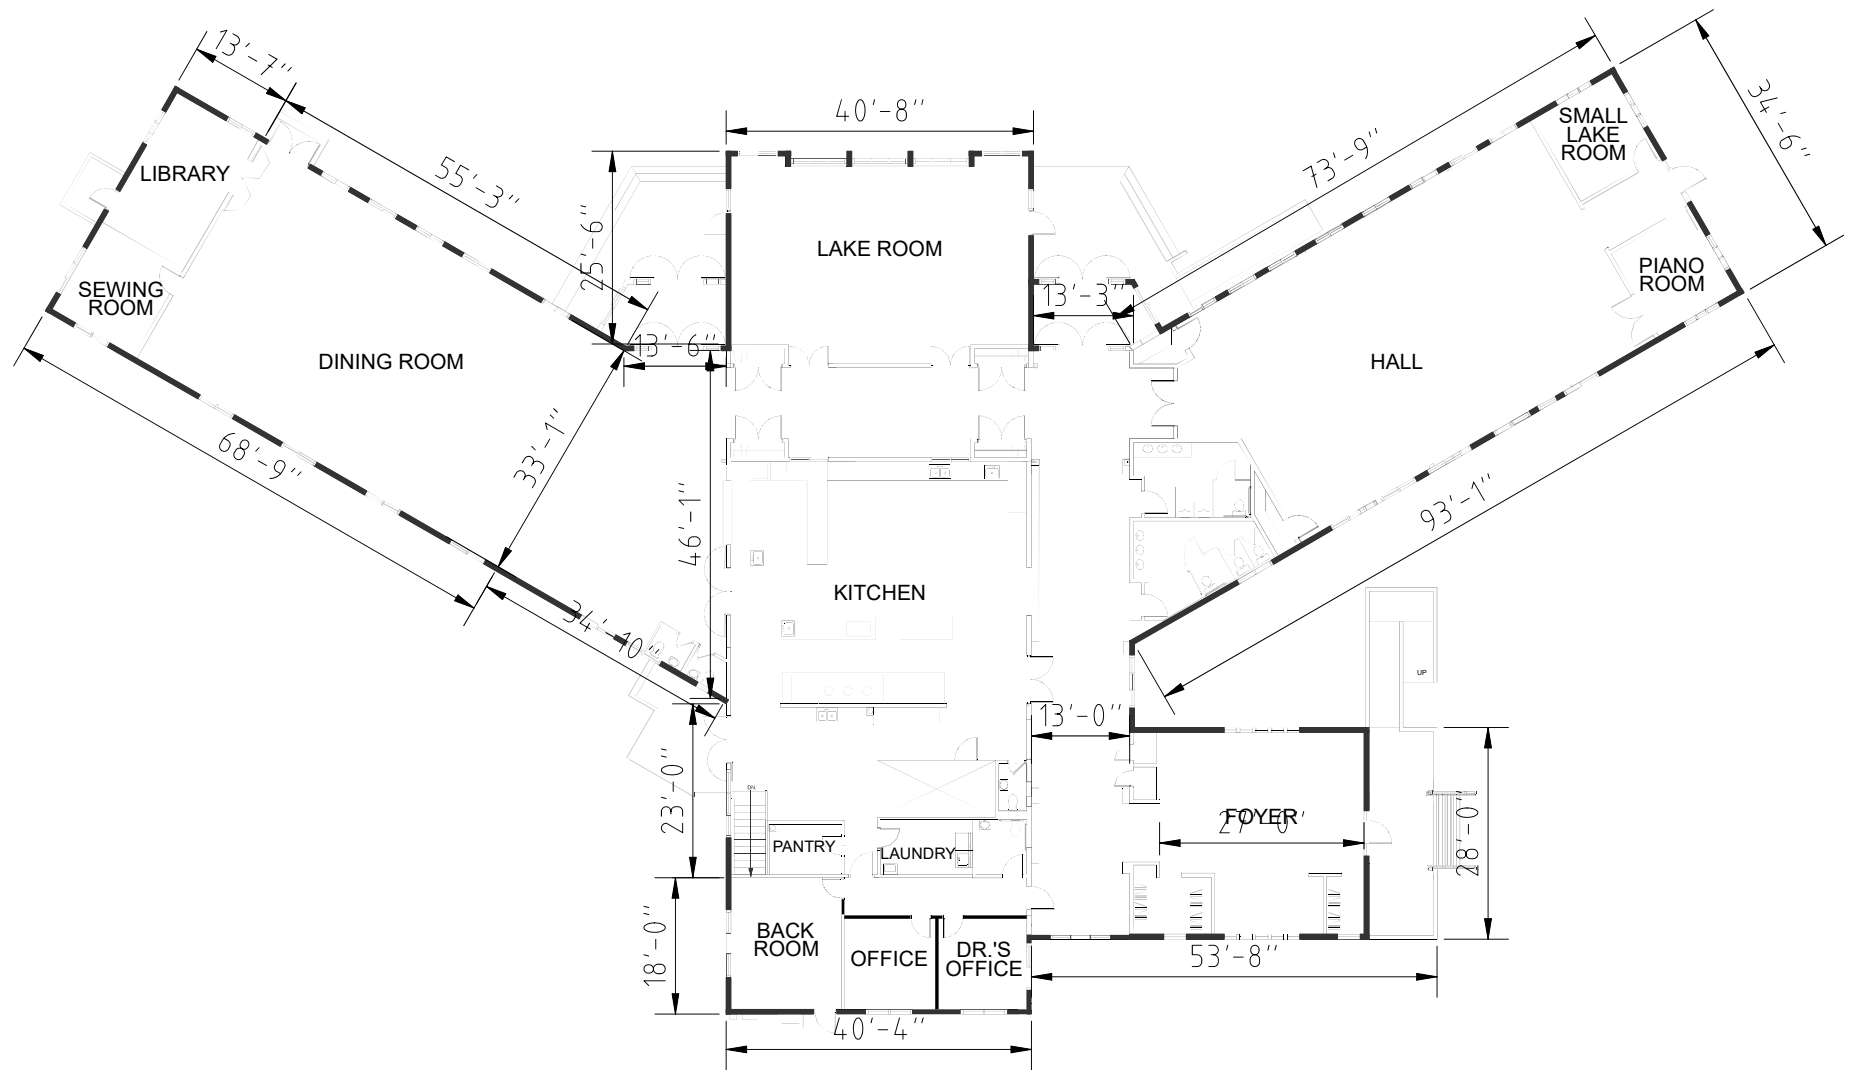 13'-7"
40'-8"
34'-6"
SMALL
LAKE
ROOM
73'-9"
LIBRARY
55'-3"
25'-6"
LAKE ROOM
PIANO
ROOM
SEWING
ROOM
13'-3"
13'-6"
DINING ROOM
HALL
68'-9"
33'-1"
46'-1"
93'-1"
KITCHEN
34'-10"
UP
13'-0"
23'-0"
DN.
FOYER
27'-0"
28'-0"
PANTRY
LAUNDRY
18'-0"
BACK
ROOM
OFFICE
DR.'S
OFFICE
53'-8"
40'-4"